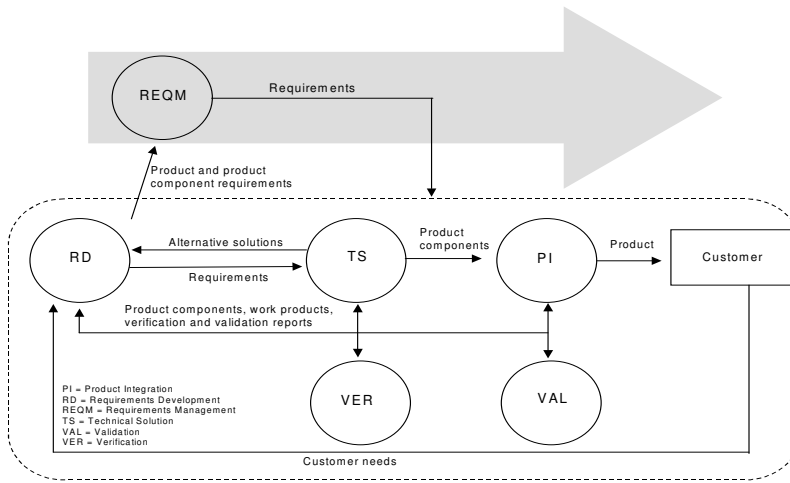 REQM
Requirements
Product and product
component requirements
RD
Alternative solutions
Requirements
TS
Product
components
PI
Product
Customer
Product components, work products,
verification and validation reports
VER
VAL
PI = Product Integration
RD = Requirements Development
REQM = Requirements Management
TS = Technical Solution
VAL = Validation
VER = Verification
Customer needs